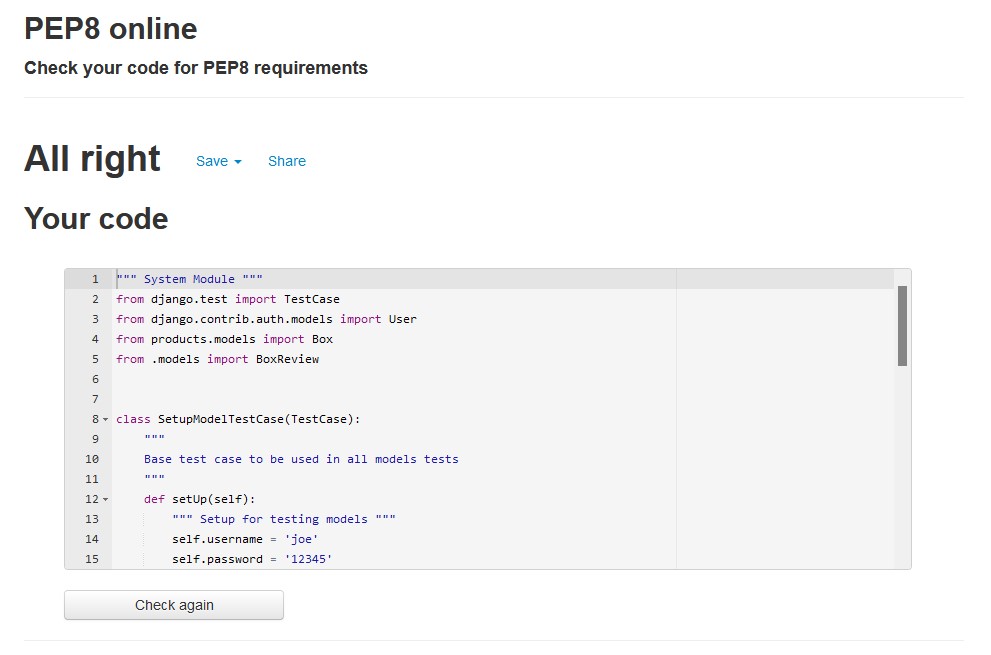 PEP8 online
Check your code for PEP8 requirements
All right Save Share
Your code
1 """ System Module """
2 from django.test import TestCase
3 from django.contrib.auth.models import User
4 from products.models import Box
5 from .models import BoxReview
6
7
8 class SetupModelTestCase(TestCase):
9     """
10     Base test case to be used in all models tests
11     """
12     def setUp(self):
13         """ Setup for testing models """
14         self.username = 'joe'
15         self.password = '12345'
Check again